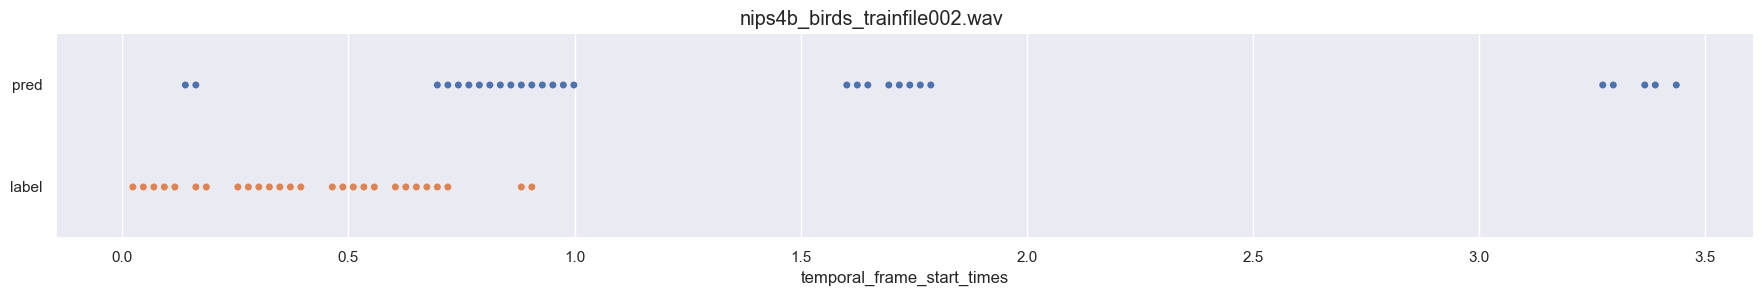 nips4b_birds_trainfile002.wav
pred
label
0.0 0.5 1.0 1.5 2.0 2.5 3.0 3.5
temporal_frame_start_times